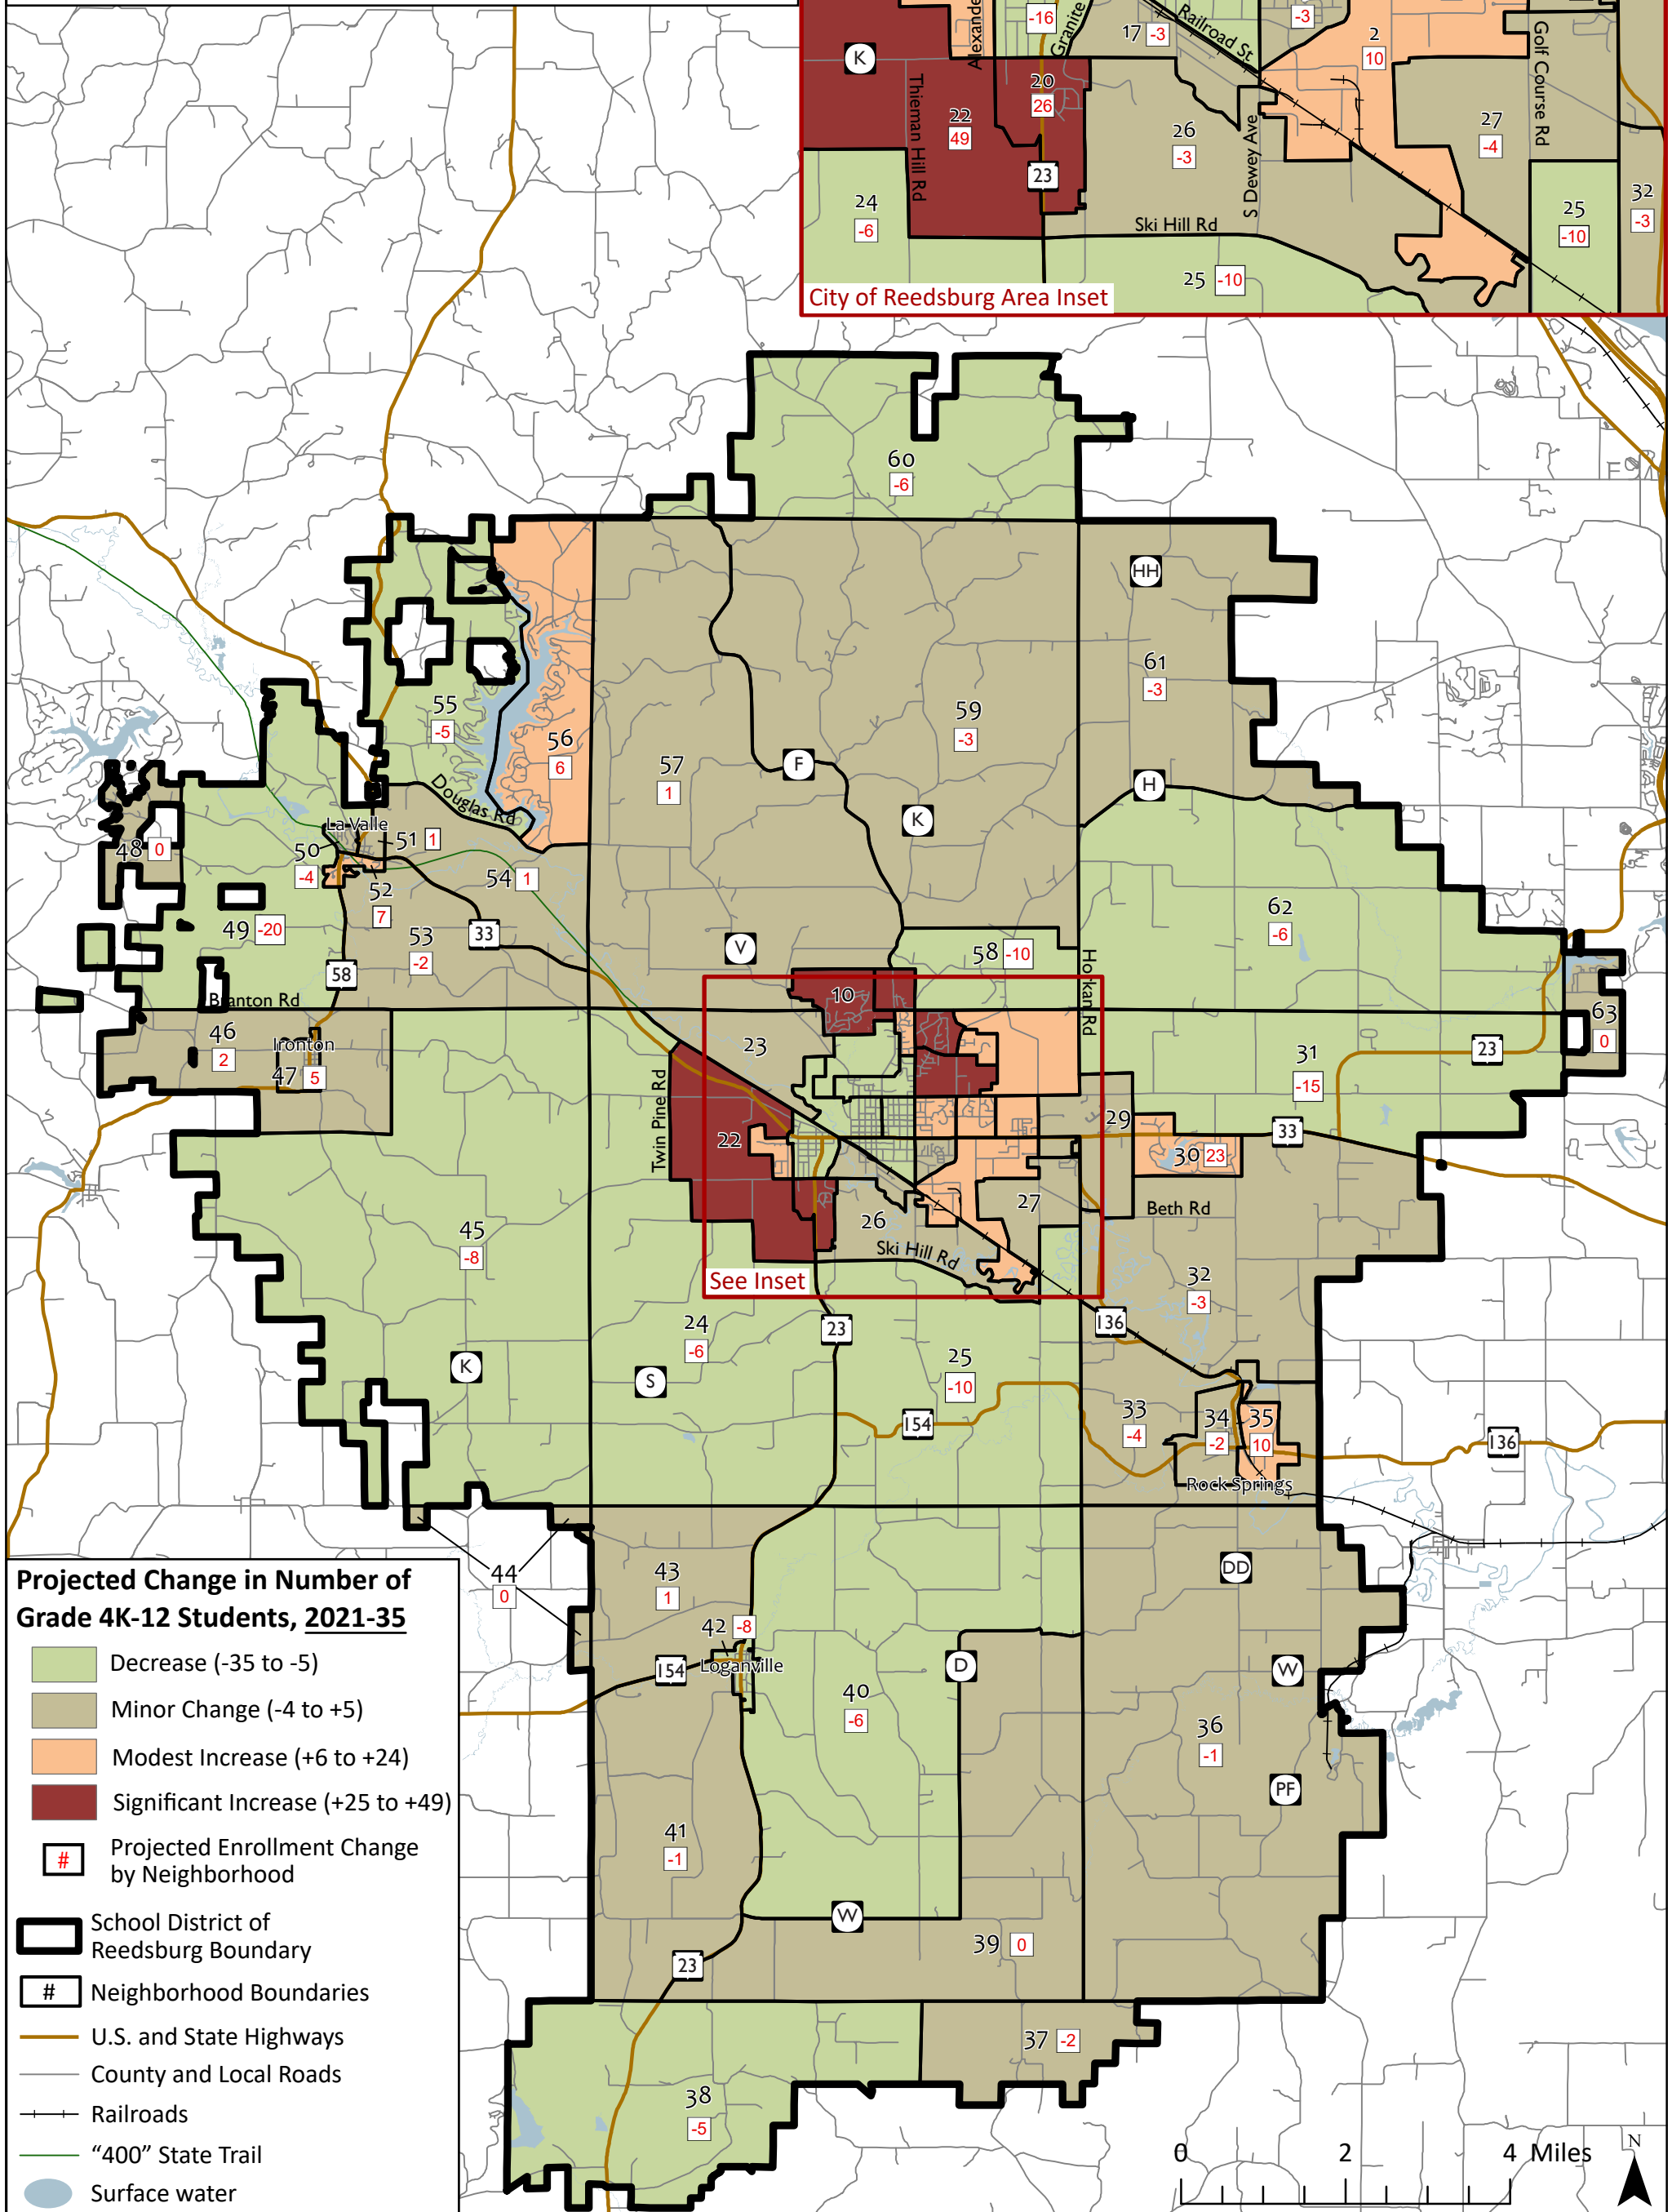 Alexande
-16
Granite
17 -3
Railroad St
-3
2
10
Golf Course Rd
K
Thieman Hill Rd
20
26
22
49
23
26
-3
S Dewey Ave
27
-4
24
-6
Ski Hill Rd
25
-10
32
-3
25 -10
City of Reedsburg Area Inset
60
-6
HH
61
-3
55
-5
56
6
59
-3
57
1
F
H
K
Douglas Rd
La Valle
48 0
50
-4
51 1
52
7
54 1
49 -20
53
-2
33
62
-6
V
58 -10
58
Branton Rd
Horkan Rd
10
46
2
Ironton
47 5
23
63
0
31
-15
23
Twin Pine Rd
22
29
33
30 23
Beth Rd
45
-8
26
27
Ski Hill Rd
See Inset
32
-3
24
-6
23
136
K
S
25
-10
154
33
-4
34
-2
35
10
136
Rock Springs
44
0
43
1
DD
42 -8
154
Loganville
D
W
40
-6
36
-1
PF
41
-1
W
39 0
23
37 -2
38
-5
Projected Change in Number of
Grade 4K-12 Students, 2021-35
Decrease (-35 to -5)
Minor Change (-4 to +5)
Modest Increase (+6 to +24)
Significant Increase (+25 to +49)
# Projected Enrollment Change
by Neighborhood
School District of
Reedsburg Boundary
# Neighborhood Boundaries
U.S. and State Highways
County and Local Roads
Railroads
“400” State Trail
Surface water
0 2 4 Miles
N